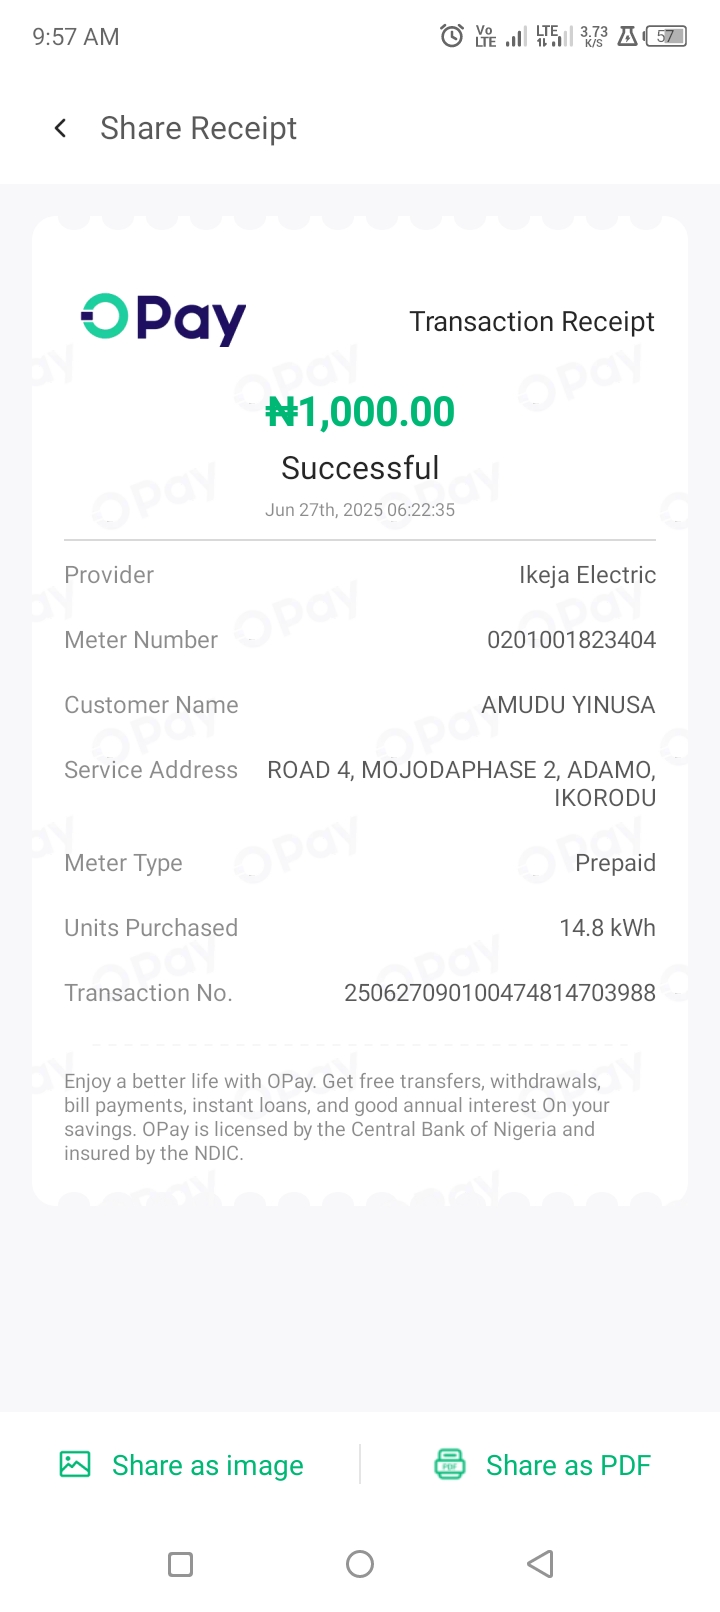 9:57 AM
Vo LTE LTE 3.73 K/S 57
Share Receipt
OPay
Transaction Receipt
₦1,000.00
Successful
Jun 27th, 2025 06:22:35
Provider Ikeja Electric
Meter Number 0201001823404
Customer Name AMUDU YINUSA
Service Address ROAD 4, MOJODAPHASE 2, ADAMO,
IKORODU
Meter Type Prepaid
Units Purchased 14.8 kWh
Transaction No. 250627090100474814703988
Enjoy a better life with OPay. Get free transfers, withdrawals,
bill payments, instant loans, and good annual interest On your
savings. OPay is licensed by the Central Bank of Nigeria and
insured by the NDIC.
Share as image
PDF Share as PDF